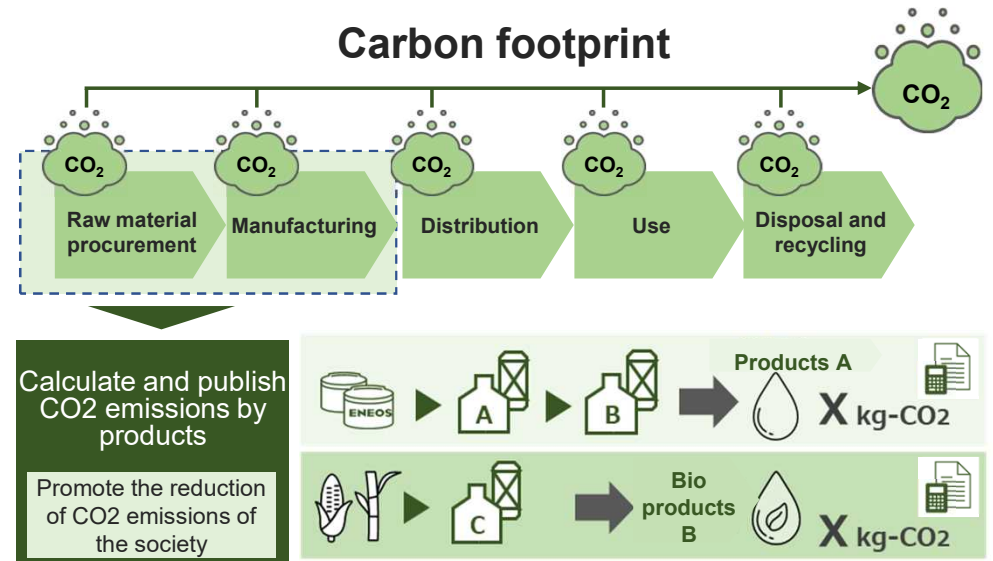 Carbon footprint
CO₂
CO₂
CO₂
CO₂
CO₂
CO₂
Raw material
procurement
Manufacturing
Distribution
Use
Disposal and
recycling
Calculate and publish
CO2 emissions by
products
Promote the reduction
of CO2 emissions of
the society
ENEOS
A
B
Products A
X kg-CO2
C
Bio
products
B
X kg-CO2